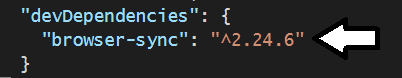 "devDependencies": {
"browser-sync": "^2.24.6"
}